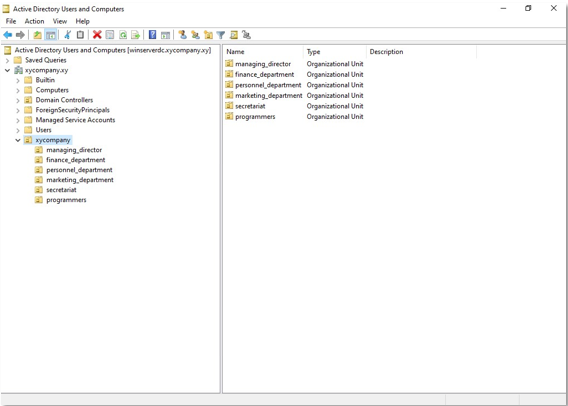 Active Directory Users and Computers
File Action View Help
Active Directory Users and Computers [winserverdc.xycompany.xy]
Saved Queries
xycompany.xy
Builtin
Computers
Domain Controllers
ForeignSecurityPrincipals
Managed Service Accounts
Users
xycompany
managing_director
finance_department
personnel_department
marketing_department
secretariat
programmers
Name Type Description
managing_director Organizational Unit
finance_department Organizational Unit
personnel_department Organizational Unit
marketing_department Organizational Unit
secretariat Organizational Unit
programmers Organizational Unit